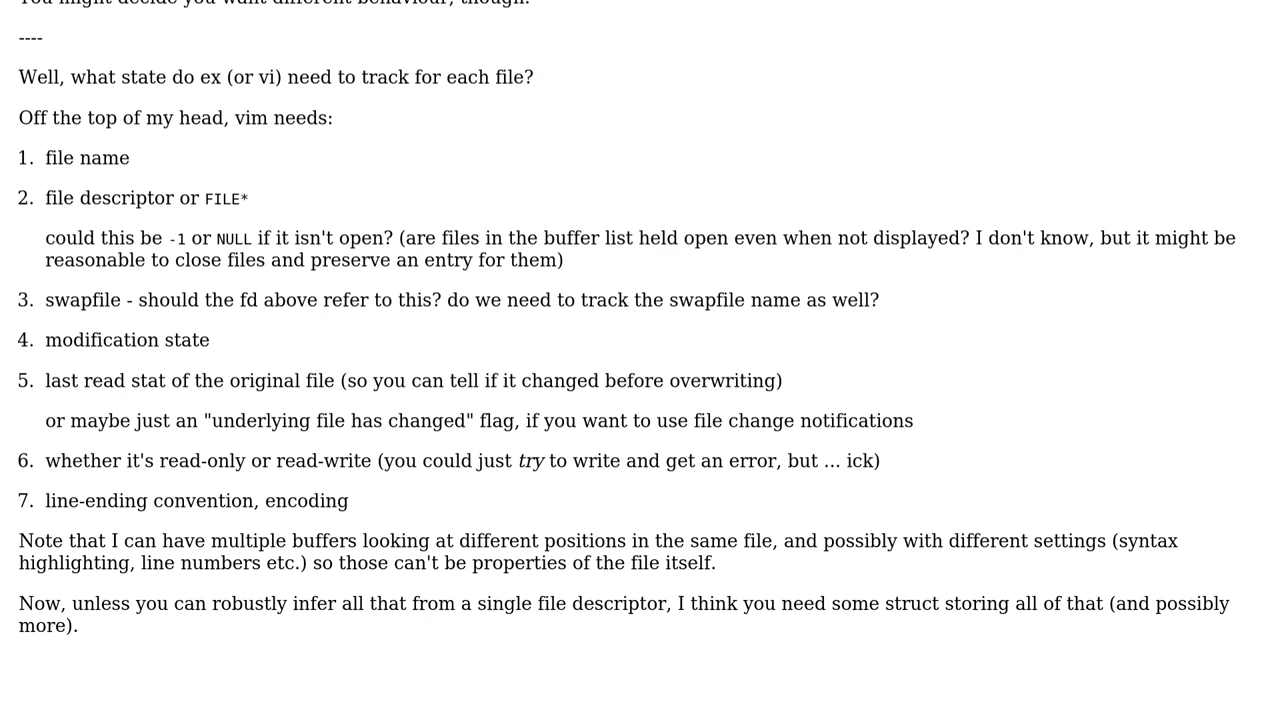 You might decide you want different behaviour, though.
----
Well, what state do ex (or vi) need to track for each file?
Off the top of my head, vim needs:
1. file name
2. file descriptor or FILE*
could this be -1 or NULL if it isn't open? (are files in the buffer list held open even when not displayed? I don't know, but it might be
reasonable to close files and preserve an entry for them)
3. swapfile - should the fd above refer to this? do we need to track the swapfile name as well?
4. modification state
5. last read stat of the original file (so you can tell if it changed before overwriting)
or maybe just an "underlying file has changed" flag, if you want to use file change notifications
6. whether it's read-only or read-write (you could just try to write and get an error, but ... ick)
7. line-ending convention, encoding
Note that I can have multiple buffers looking at different positions in the same file, and possibly with different settings (syntax
highlighting, line numbers etc.) so those can't be properties of the file itself.
Now, unless you can robustly infer all that from a single file descriptor, I think you need some struct storing all of that (and possibly
more).